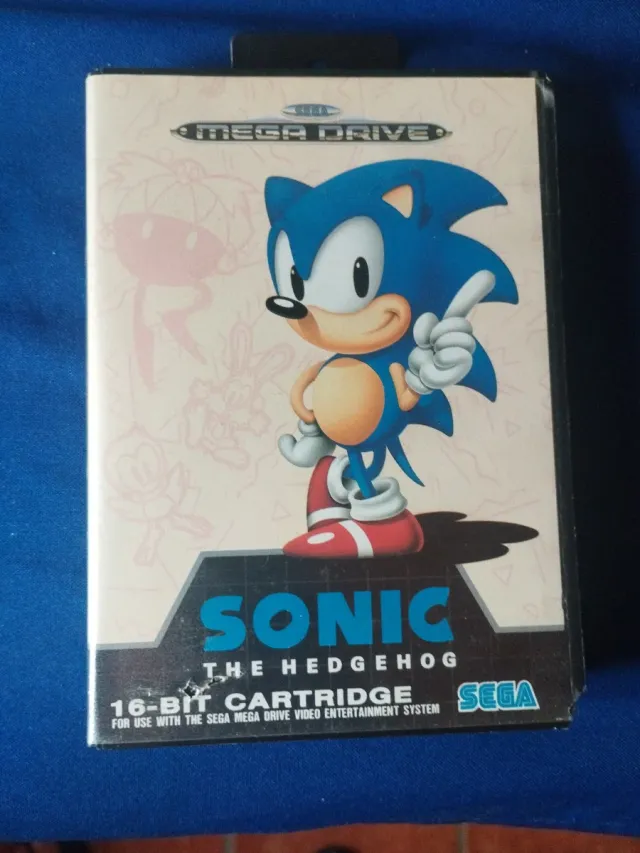 SEGA
MEGA DRIVE
SONIC
THE HEDGEHOG
16-BIT CARTRIDGE
FOR USE WITH THE SEGA MEGA DRIVE VIDEO ENTERTAINMENT SYSTEM
SEGA